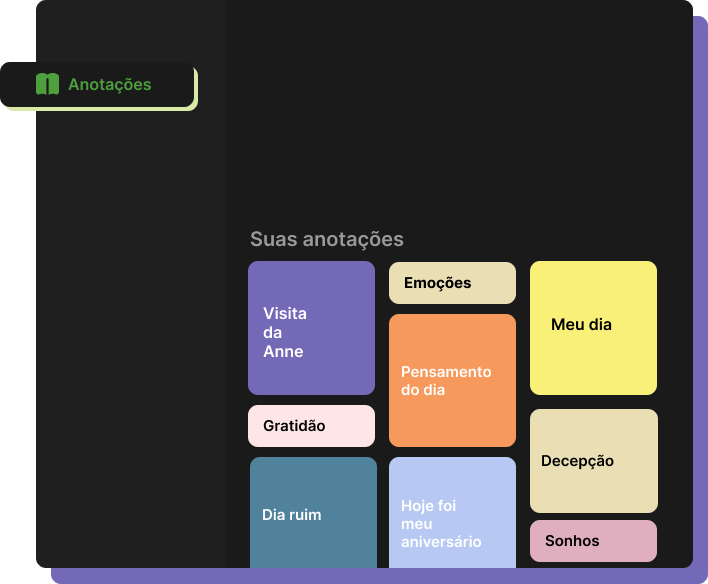 Anotações
Suas anotações
Visita
da
Anne
Gratidão
Dia ruim
Emoções
Pensamento
do dia
Hoje foi
meu
aniversário
Meu dia
Decepção
Sonhos